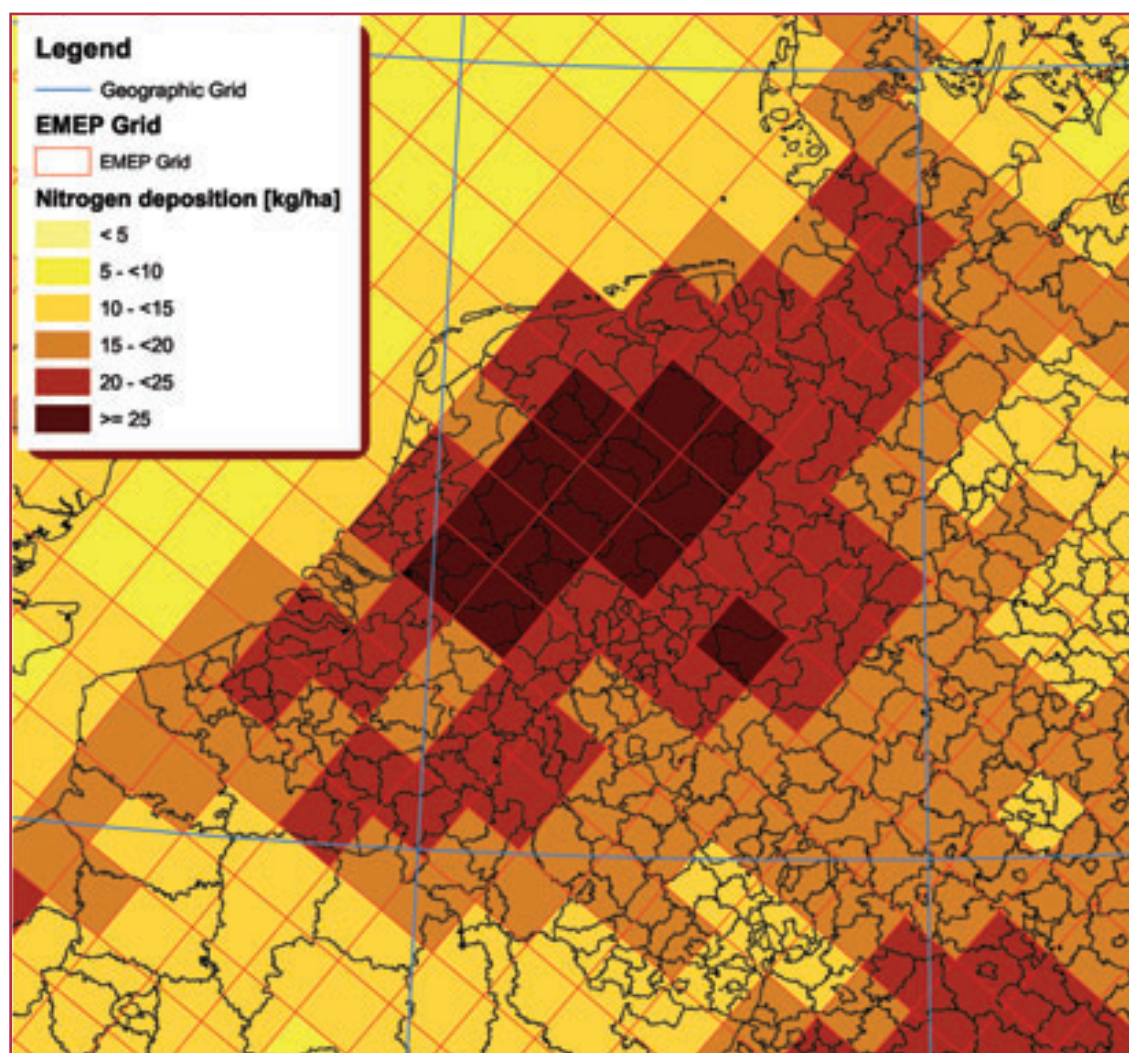 Legend
Geographic Grid
EMEP Grid
EMEP Grid
Nitrogen deposition [kg/ha]
< 5
5 - <10
10 - <15
15 - <20
20 - <25
>= 25